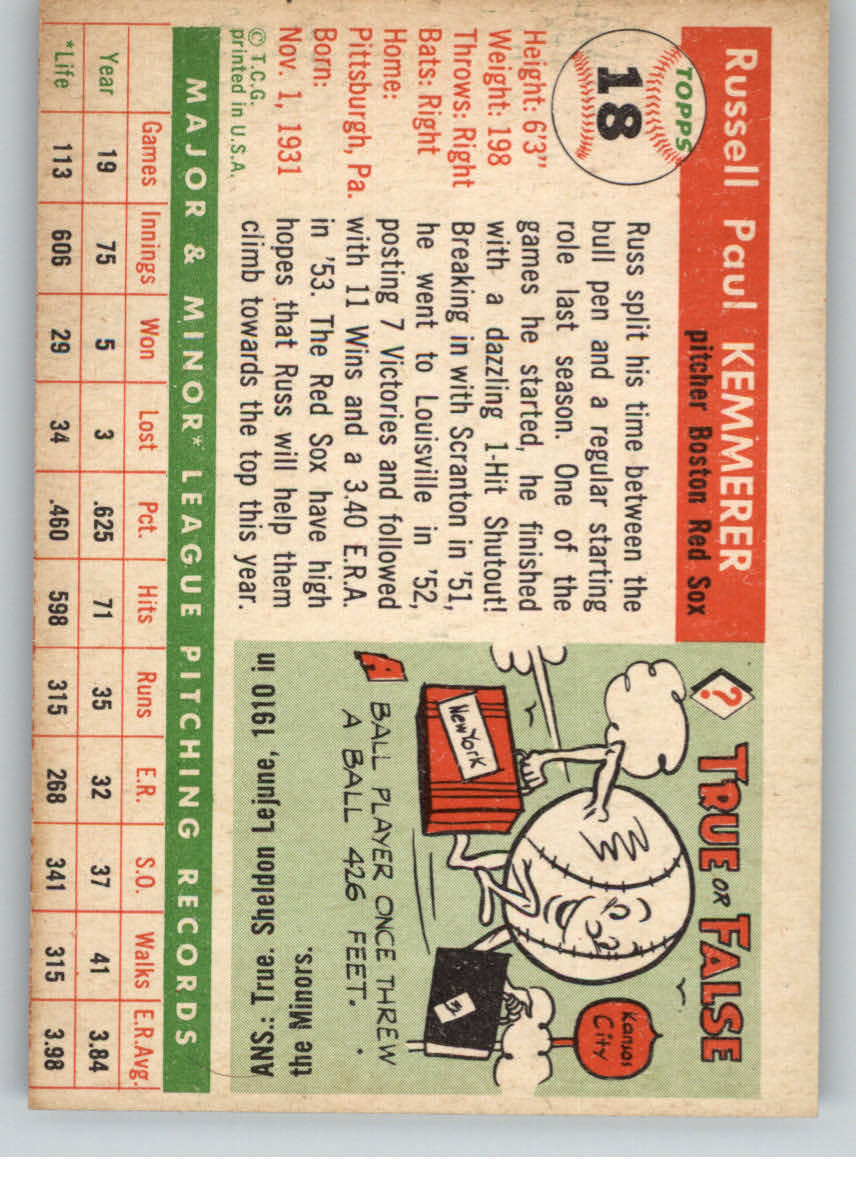 TOPPS
18
Russell Paul KEMMERER
pitcher Boston Red Sox
Height: 6'3"
Weight: 198
Throws: Right
Bats: Right
Home:
Pittsburgh, Pa.
Born:
Nov. 1, 1931
© T.C.G.
printed in U.S.A.
Russ split his time between the
bull pen and a regular starting
role last season. One of the
games he started, he finished
with a dazzling 1-Hit Shutout!
Breaking in with Scranton in '51,
he went to Louisville in '52,
posting 7 Victories and followed
with 11 Wins and a 3.40 E.R.A.
in '53. The Red Sox have high
hopes that Russ will help them
climb towards the top this year.
? TRUE OR FALSE
Kansas
City
New York
A BALL PLAYER ONCE THREW
A BALL 426 FEET.
ANS.: True. Sheldon Lejune, 1910 in
the Minors.
MAJOR & MINOR* LEAGUE PITCHING RECORDS
Games Innings Won Lost Pct. Hits Runs E.R. S.O. Walks E.R.Avg.
Year 19 75 5 3 .625 71 35 32 37 41 3.84
*Life 113 606 29 34 .460 598 315 268 341 315 3.98